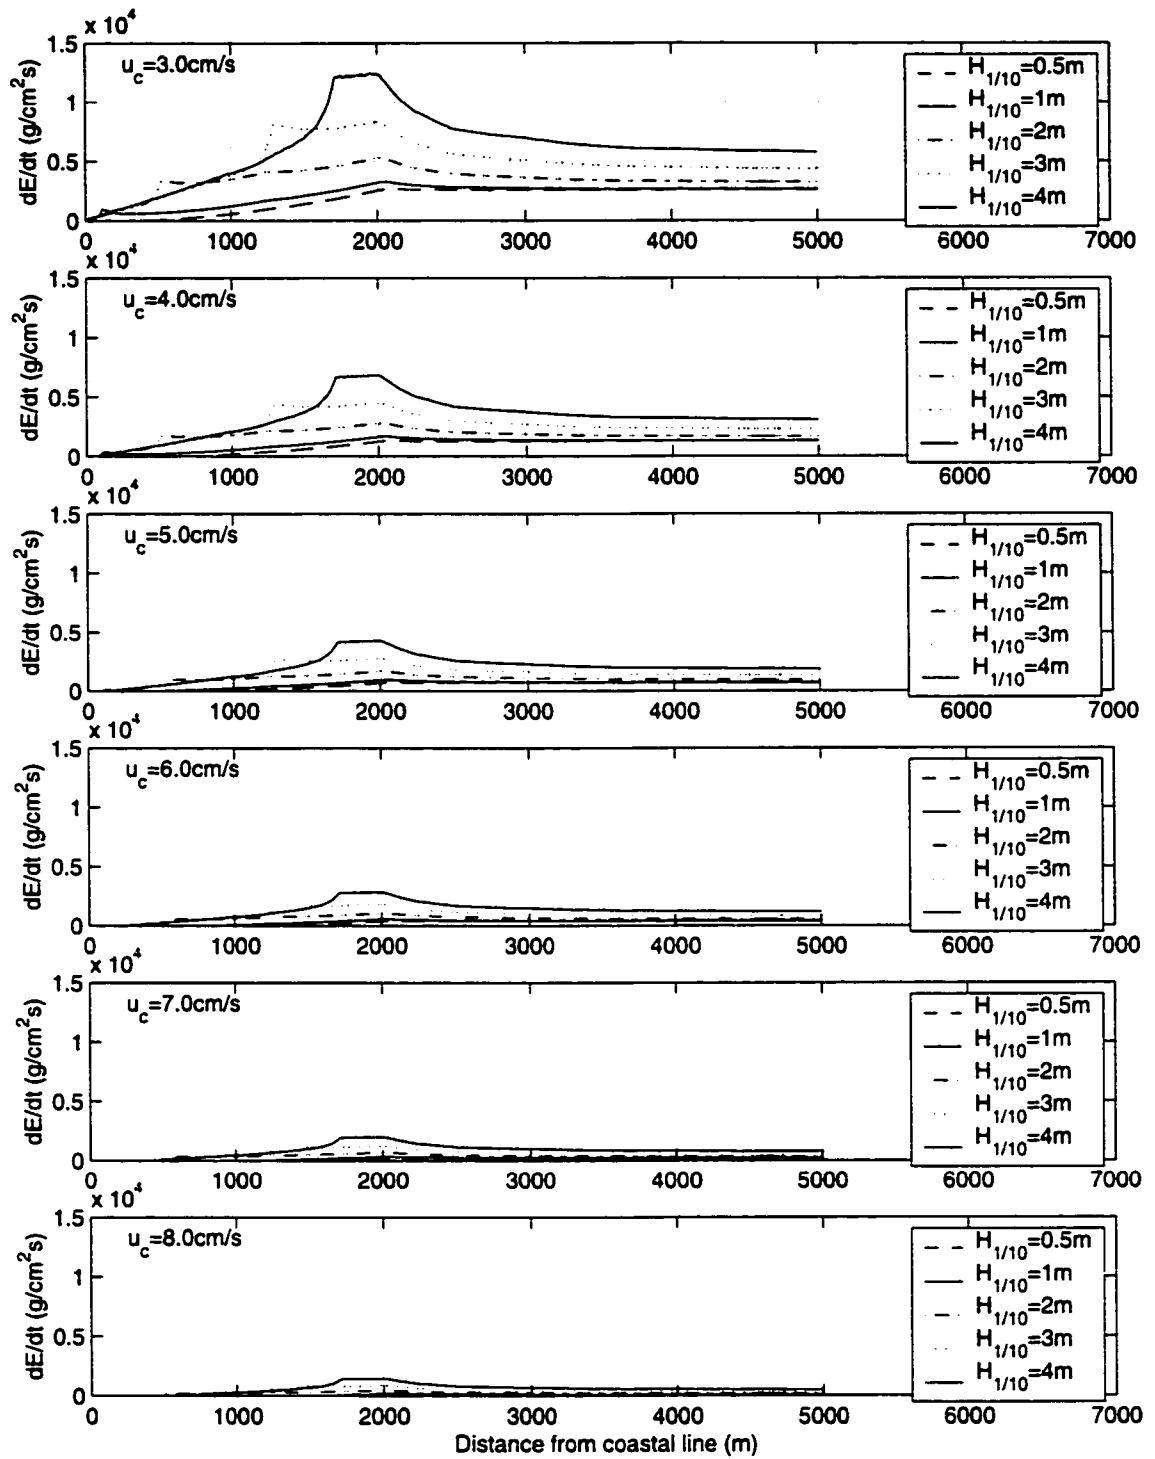 x 10^4
1.5
1
0.5
0
dE/dt (g/cm^2s)
u_c=3.0cm/s
H_1/10=0.5m
H_1/10=1m
H_1/10=2m
H_1/10=3m
H_1/10=4m
0 1000 2000 3000 4000 5000 6000 7000
x 10^4
1.5
1
0.5
0
dE/dt (g/cm^2s)
u_c=4.0cm/s
H_1/10=0.5m
H_1/10=1m
H_1/10=2m
H_1/10=3m
H_1/10=4m
0 1000 2000 3000 4000 5000 6000 7000
x 10^4
1.5
1
0.5
0
dE/dt (g/cm^2s)
u_c=5.0cm/s
H_1/10=0.5m
H_1/10=1m
H_1/10=2m
H_1/10=3m
H_1/10=4m
0 1000 2000 3000 4000 5000 6000 7000
x 10^4
1.5
1
0.5
0
dE/dt (g/cm^2s)
u_c=6.0cm/s
H_1/10=0.5m
H_1/10=1m
H_1/10=2m
H_1/10=3m
H_1/10=4m
0 1000 2000 3000 4000 5000 6000 7000
x 10^4
1.5
1
0.5
0
dE/dt (g/cm^2s)
u_c=7.0cm/s
H_1/10=0.5m
H_1/10=1m
H_1/10=2m
H_1/10=3m
H_1/10=4m
0 1000 2000 3000 4000 5000 6000 7000
x 10^4
1.5
1
0.5
0
dE/dt (g/cm^2s)
u_c=8.0cm/s
H_1/10=0.5m
H_1/10=1m
H_1/10=2m
H_1/10=3m
H_1/10=4m
0 1000 2000 3000 4000 5000 6000 7000
Distance from coastal line (m)